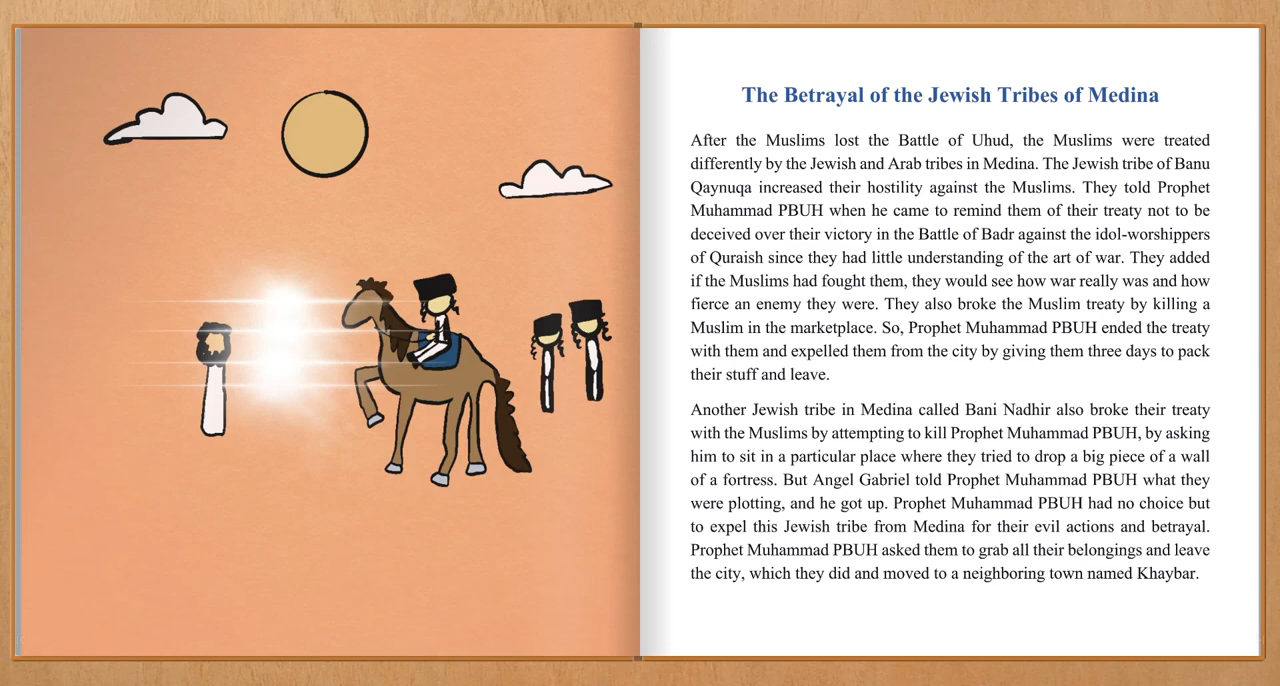 The Betrayal of the Jewish Tribes of Medina
After the Muslims lost the Battle of Uhud, the Muslims were treated
differently by the Jewish and Arab tribes in Medina. The Jewish tribe of Banu
Qaynuqa increased their hostility against the Muslims. They told Prophet
Muhammad PBUH when he came to remind them of their treaty not to be
deceived over their victory in the Battle of Badr against the idol-worshippers
of Quraish since they had little understanding of the art of war. They added
if the Muslims had fought them, they would see how war really was and how
fierce an enemy they were. They also broke the Muslim treaty by killing a
Muslim in the marketplace. So, Prophet Muhammad PBUH ended the treaty
with them and expelled them from the city by giving them three days to pack
their stuff and leave.
Another Jewish tribe in Medina called Bani Nadhir also broke their treaty
with the Muslims by attempting to kill Prophet Muhammad PBUH, by asking
him to sit in a particular place where they tried to drop a big piece of a wall
of a fortress. But Angel Gabriel told Prophet Muhammad PBUH what they
were plotting, and he got up. Prophet Muhammad PBUH had no choice but
to expel this Jewish tribe from Medina for their evil actions and betrayal.
Prophet Muhammad PBUH asked them to grab all their belongings and leave
the city, which they did and moved to a neighboring town named Khaybar.